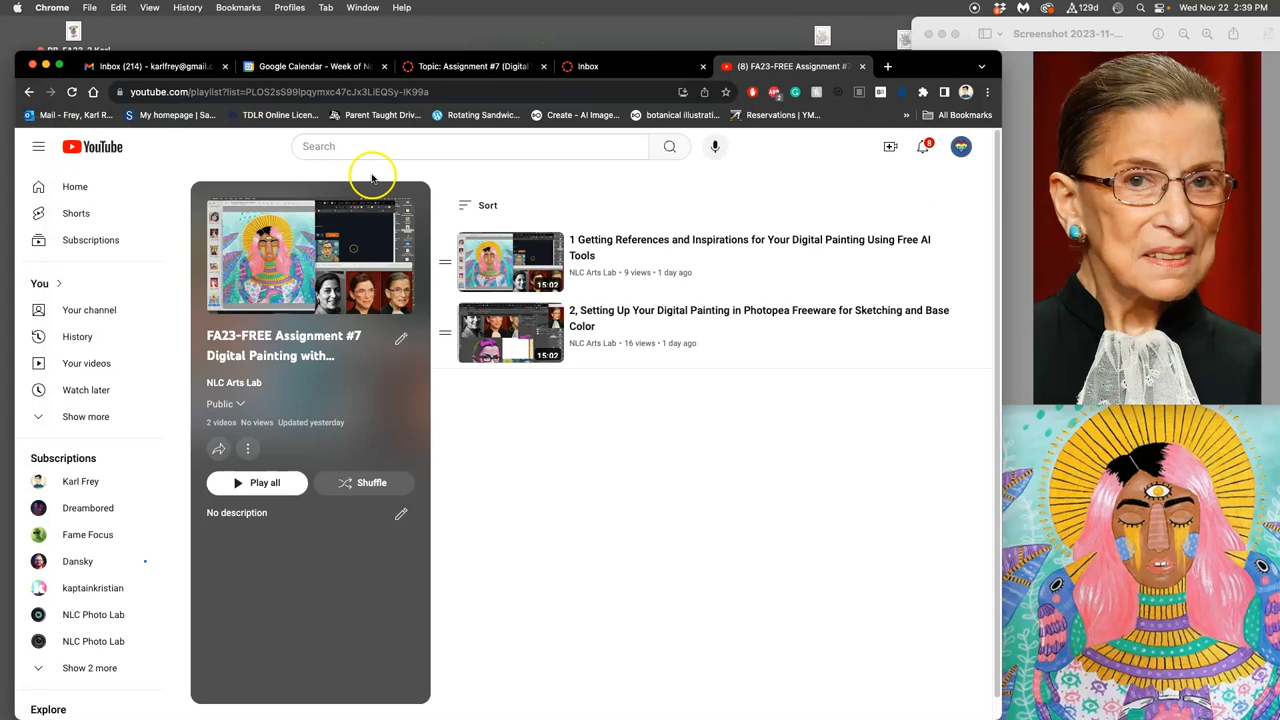 Chrome File Edit View History Bookmarks Profiles Tab Window Help
129d Wed Nov 22 2:39 PM
Screenshot 2023-11-...
Inbox (214) - karlfrey@gmail.c
Google Calendar - Week of No
Topic: Assignment #7 (Digital
Inbox
(8) FA23-FREE Assignment #7
youtube.com/playlist?list=PLOS2sS99Ipqymxc47cJx3LiEQSy-IK99a
Mail - Frey, Karl R...
My homepage | Sa...
TDLR Online Licen...
Parent Taught Driv...
Rotating Sandwic...
Create - AI Image...
botanical illustrati...
Reservations | YM...
All Bookmarks
YouTube
Search
8
Home
Shorts
Subscriptions
You
Your channel
History
Your videos
Watch later
Show more
Subscriptions
Karl Frey
Dreambored
Fame Focus
Dansky
kaptainkristian
NLC Photo Lab
NLC Photo Lab
Show 2 more
Explore
FA23-FREE Assignment #7
Digital Painting with...
NLC Arts Lab
Public
2 videos No views Updated yesterday
Play all
Shuffle
No description
Sort
1 Getting References and Inspirations for Your Digital Painting Using Free AI
Tools
NLC Arts Lab • 9 views • 1 day ago
15:02
2, Setting Up Your Digital Painting in Photopea Freeware for Sketching and Base
Color
NLC Arts Lab • 16 views • 1 day ago
15:02